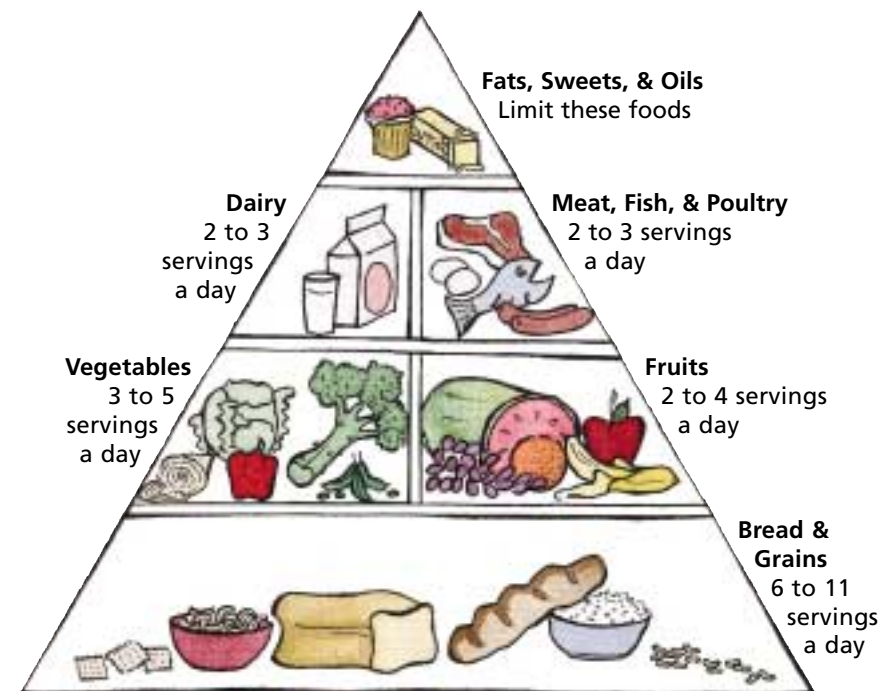 Fats, Sweets, & Oils
Limit these foods
Dairy
2 to 3
servings
a day
Meat, Fish, & Poultry
2 to 3 servings
a day
Vegetables
3 to 5
servings
a day
Fruits
2 to 4 servings
a day
Bread &
Grains
6 to 11
servings
a day